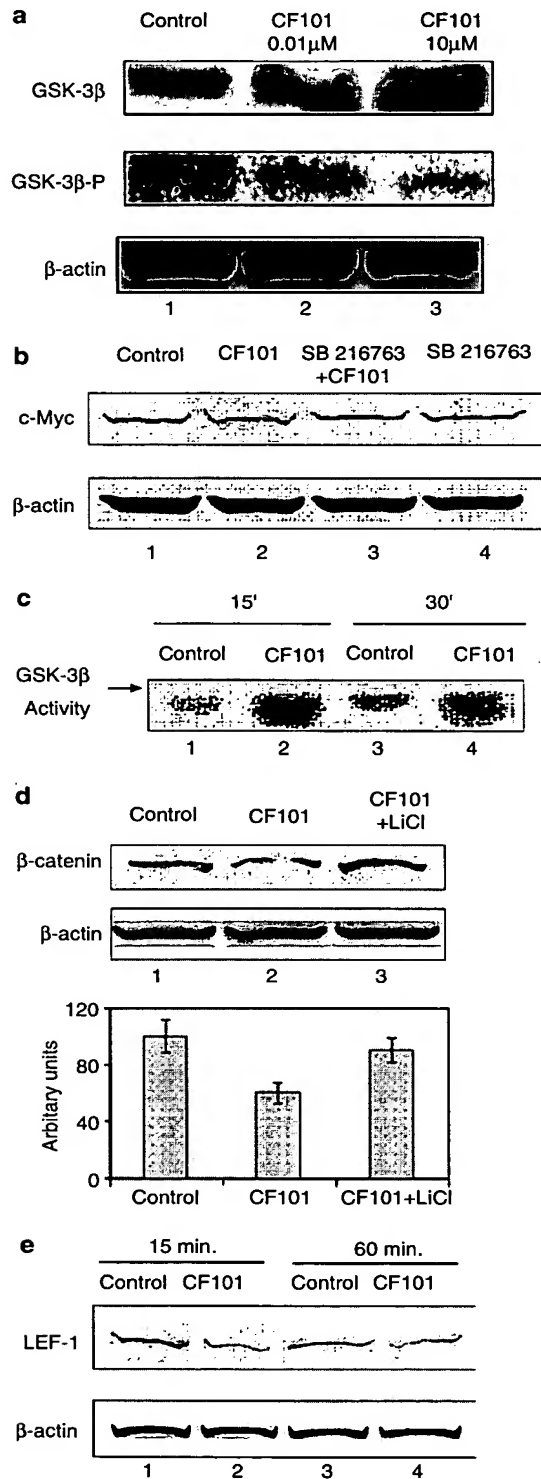 a
Control CF101 0.01µM CF101 10µM
GSK-3β
GSK-3β-P
β-actin
1 2 3
b
Control CF101 SB 216763 +CF101 SB 216763
c-Myc
β-actin
1 2 3 4
c
15' 30'
Control CF101 Control CF101
GSK-3β Activity
1 2 3 4
d
Control CF101 CF101 +LiCl
β-catenin
β-actin
1 2 3
120
80
40
0
Arbitary units
Control CF101 CF101+LiCl
e
15 min. 60 min.
Control CF101 Control CF101
LEF-1
β-actin
1 2 3 4